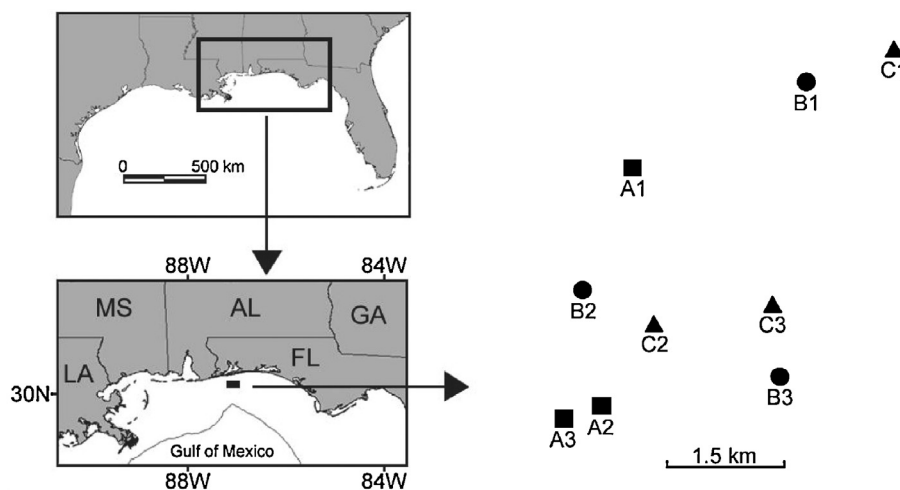 0 500 km
88W 84W
MS AL GA
LA FL
30N
Gulf of Mexico
88W 84W
C1
B1
A1
B2
C2 C3
B3
A3 A2
1.5 km